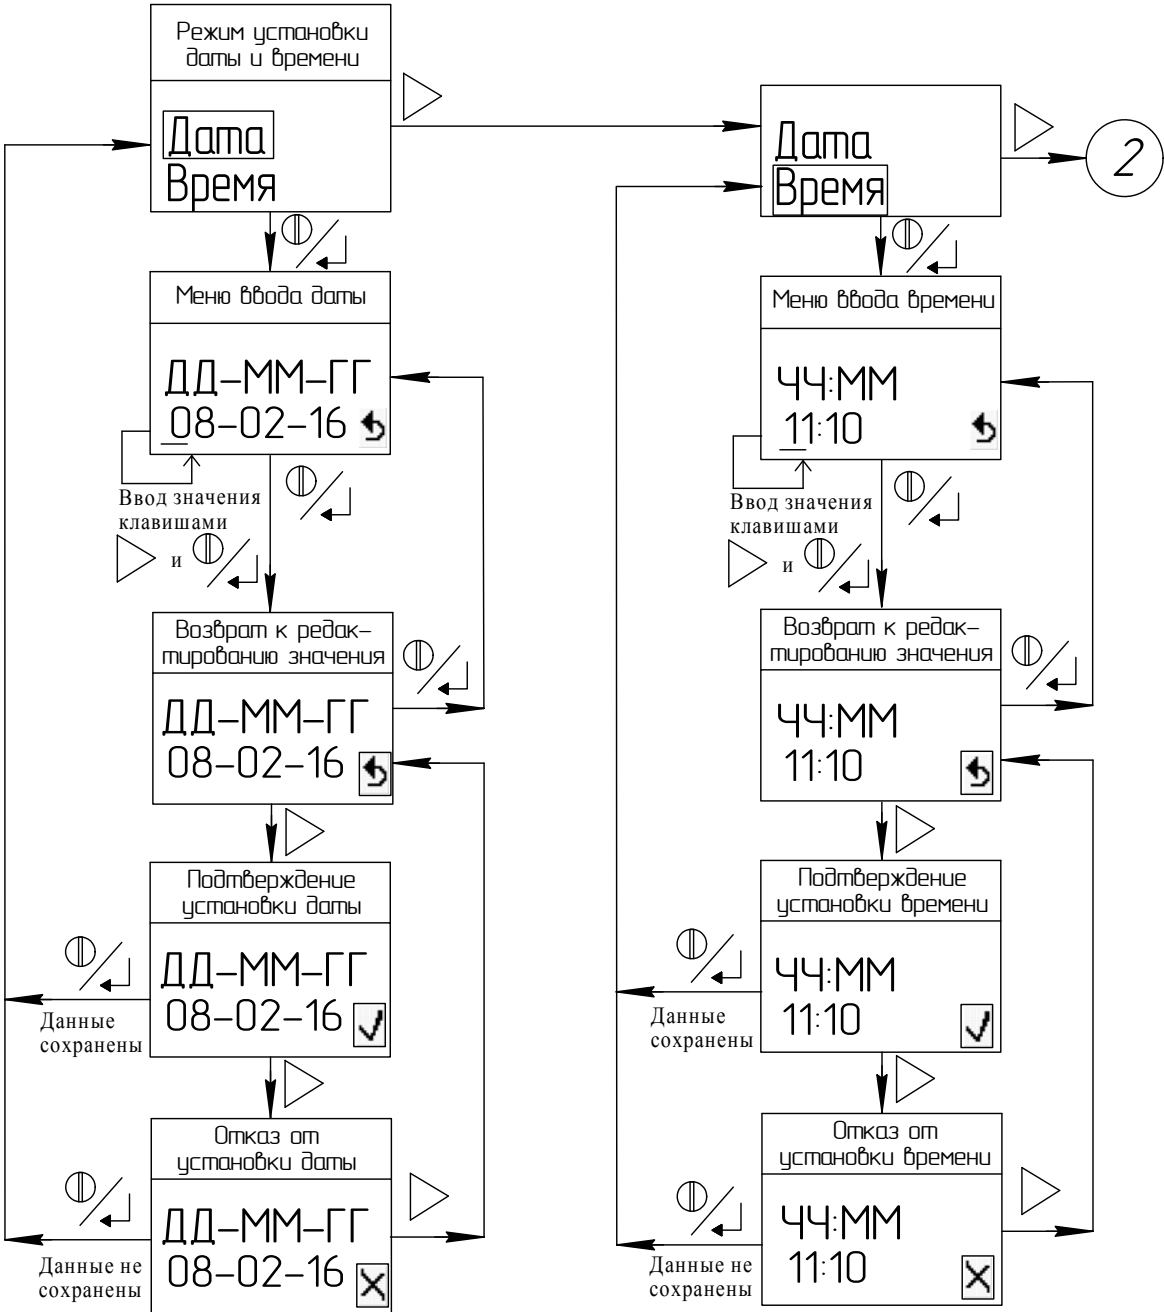 Режим установки
даты и времени
Дата
Время
Меню ввода даты
ДД-ММ-ГГ
08-02-16
Ввод значения
клавишами
и
Возврат к редак-
тированию значения
ДД-ММ-ГГ
08-02-16
Подтверждение
установки даты
ДД-ММ-ГГ
08-02-16
Данные
сохранены
Отказ от
установки даты
ДД-ММ-ГГ
08-02-16
Данные не
сохранены
Дата
Время
2
Меню ввода времени
ЧЧ:ММ
11:10
Ввод значения
клавишами
и
Возврат к редак-
тированию значения
ЧЧ:ММ
11:10
Подтверждение
установки времени
ЧЧ:ММ
11:10
Данные
сохранены
Отказ от
установки времени
ЧЧ:ММ
11:10
Данные не
сохранены